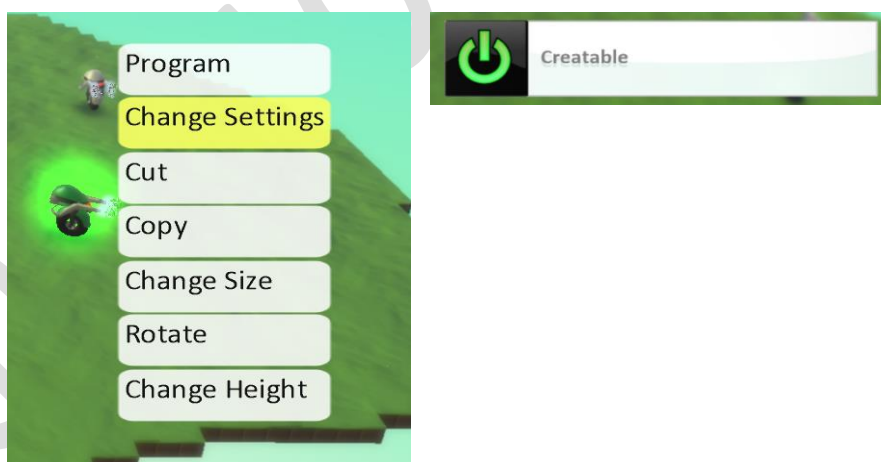 Program
Change Settings
Cut
Copy
Change Size
Rotate
Change Height
Creatable